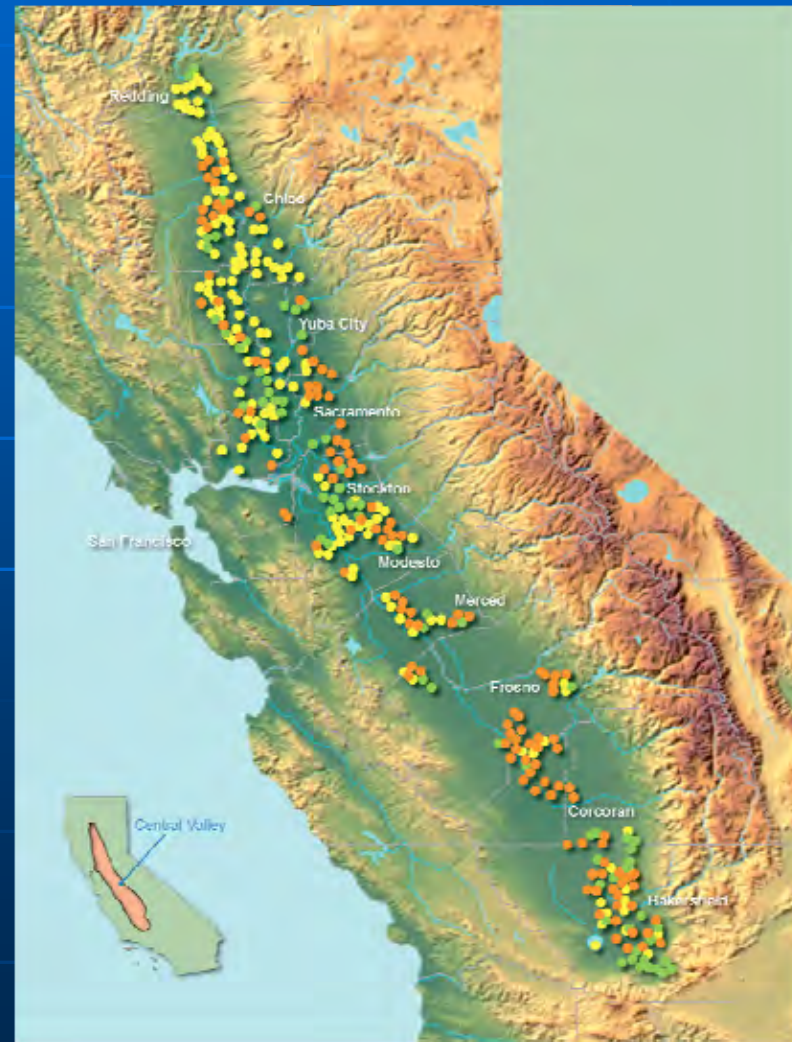 Redding
Chico
Yuba City
Sacramento
Stockton
San Francisco
Modesto
Merced
Fresno
Corcoran
Central Valley
Bakersfield